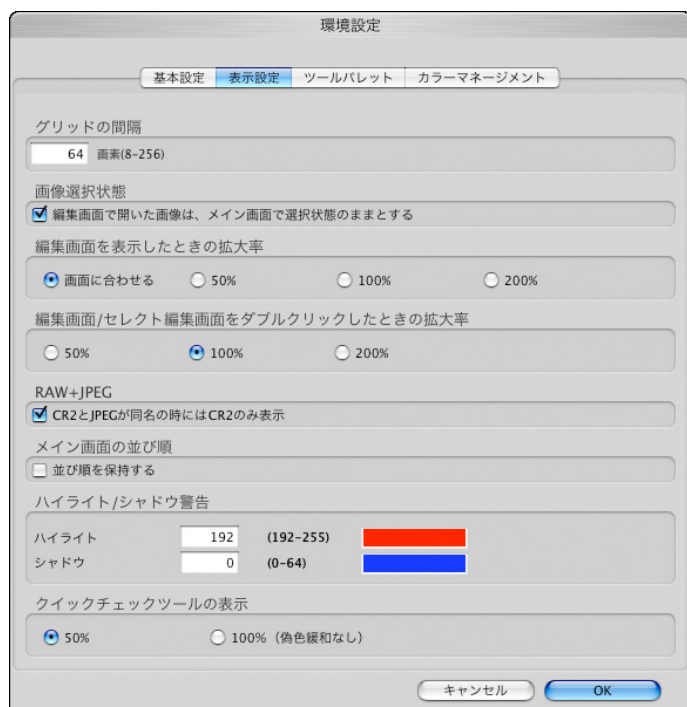 環境設定
基本設定 表示設定 ツールパレット カラーマネージメント
グリッドの間隔
64 画素(8-256)
画像選択状態
編集画面で開いた画像は、メイン画面で選択状態のままとする
編集画面を表示したときの拡大率
画面に合わせる 50% 100% 200%
編集画面/セレクト編集画面をダブルクリックしたときの拡大率
50% 100% 200%
RAW+JPEG
CR2とJPEGが同名の時にはCR2のみ表示
メイン画面の並び順
並び順を保持する
ハイライト/シャドウ警告
ハイライト 192 (192-255)
シャドウ 0 (0-64)
クイックチェックツールの表示
50% 100% (偽色緩和なし)
キャンセル OK